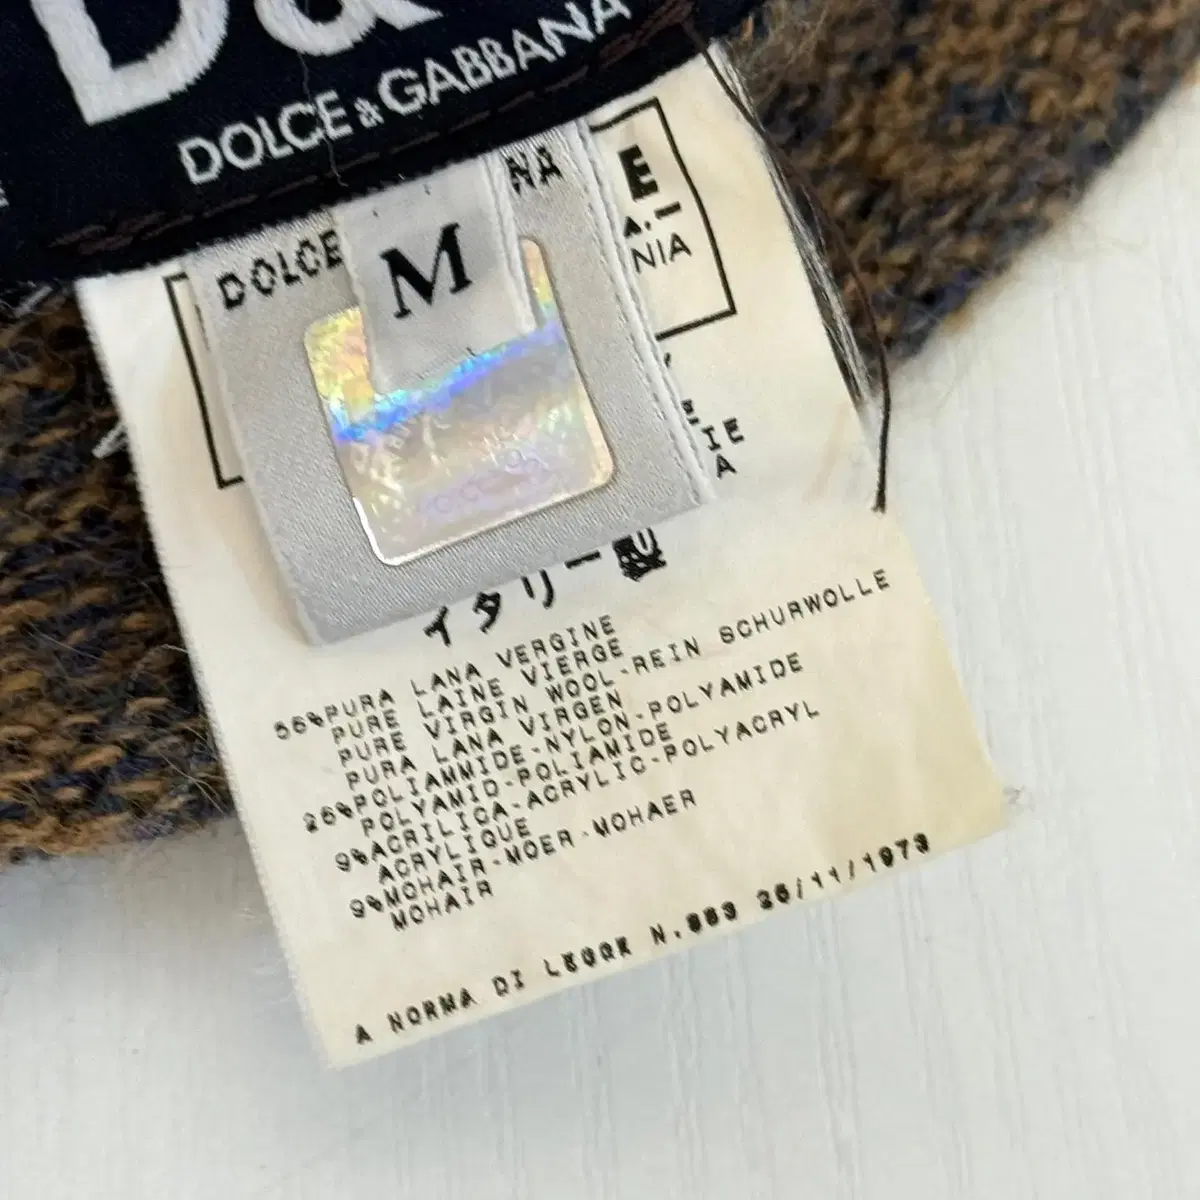 D&
DOLCE & GABBANA
DOLCE
NA
M
E
A.
NIA
IE
A
イタリー製
56%PURA LANA VERGINE
PURE LAINE VIERGE
PURE VIRGIN WOOL-REIN SCHURWOLLE
PURA LANA VIRGEN
26%POLIAMMIDE-NYLON-POLYAMIDE
POLYAMID-POLIAMIDE
9%ACRILICA-ACRYLIC-POLYACRYL
ACRYLIQUE
9%MOHAIR-MOER-MOHAER
MOHAIR
A NORMA DI LEGGE N.883 26/11/1973